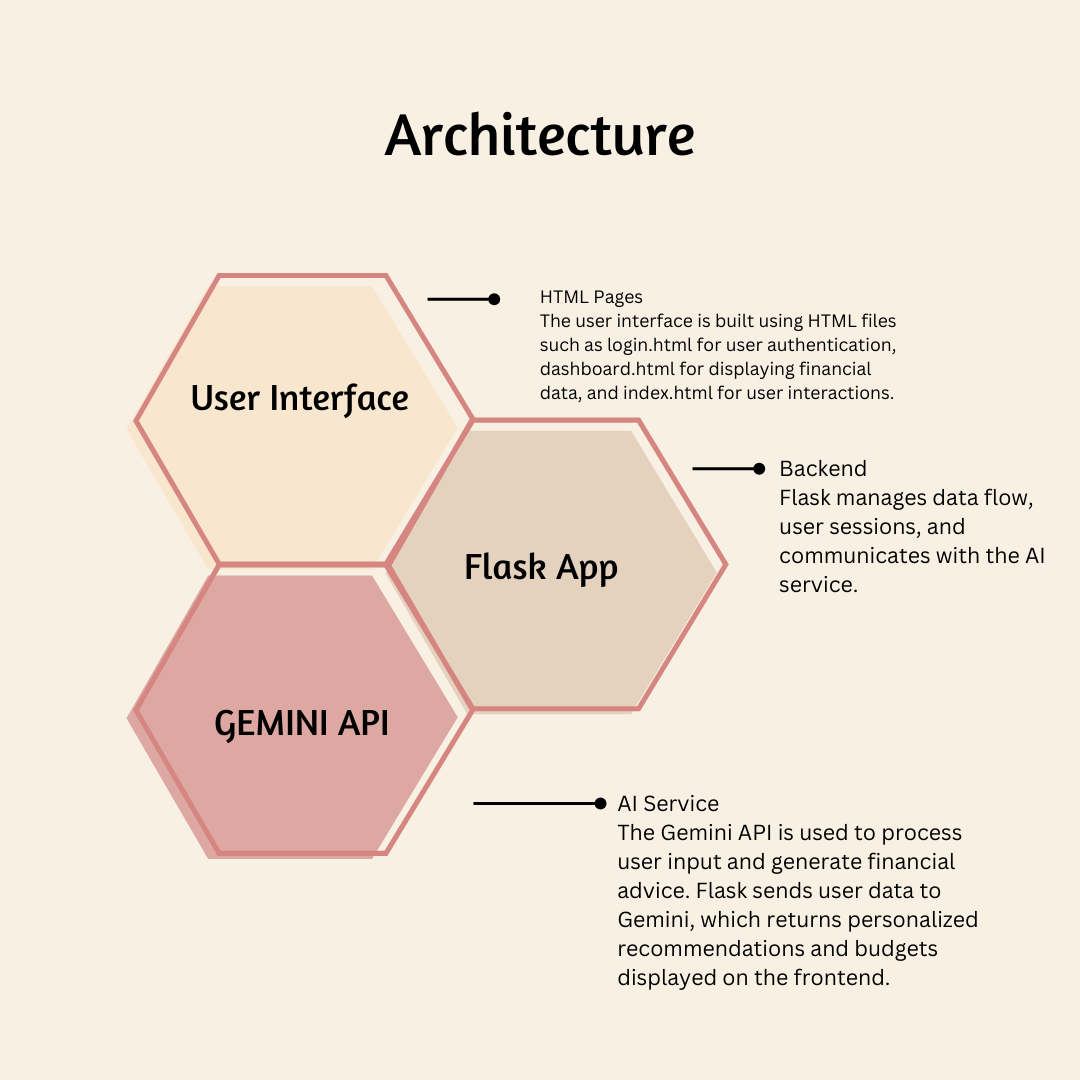 Architecture
User Interface
HTML Pages
The user interface is built using HTML files
such as login.html for user authentication,
dashboard.html for displaying financial
data, and index.html for user interactions.
Flask App
Backend
Flask manages data flow,
user sessions, and
communicates with the AI
service.
GEMINI API
AI Service
The Gemini API is used to process
user input and generate financial
advice. Flask sends user data to
Gemini, which returns personalized
recommendations and budgets
displayed on the frontend.